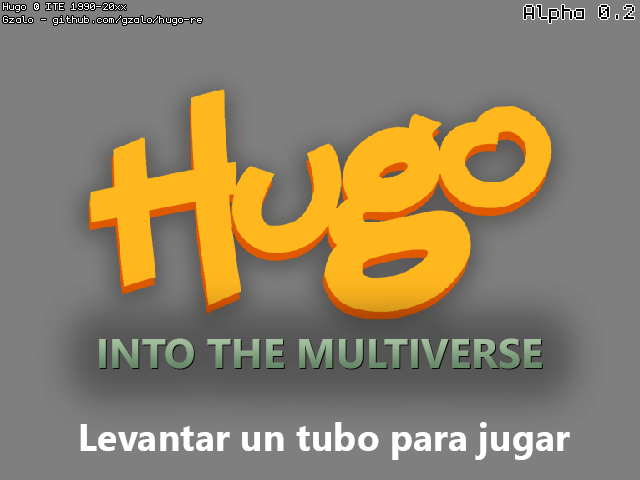 Hugo © ITE 1990-20xx
Gzalo - github.com/gzalo/hugo-re
Alpha 0.2
Hugo
INTO THE MULTIVERSE
Levantar un tubo para jugar